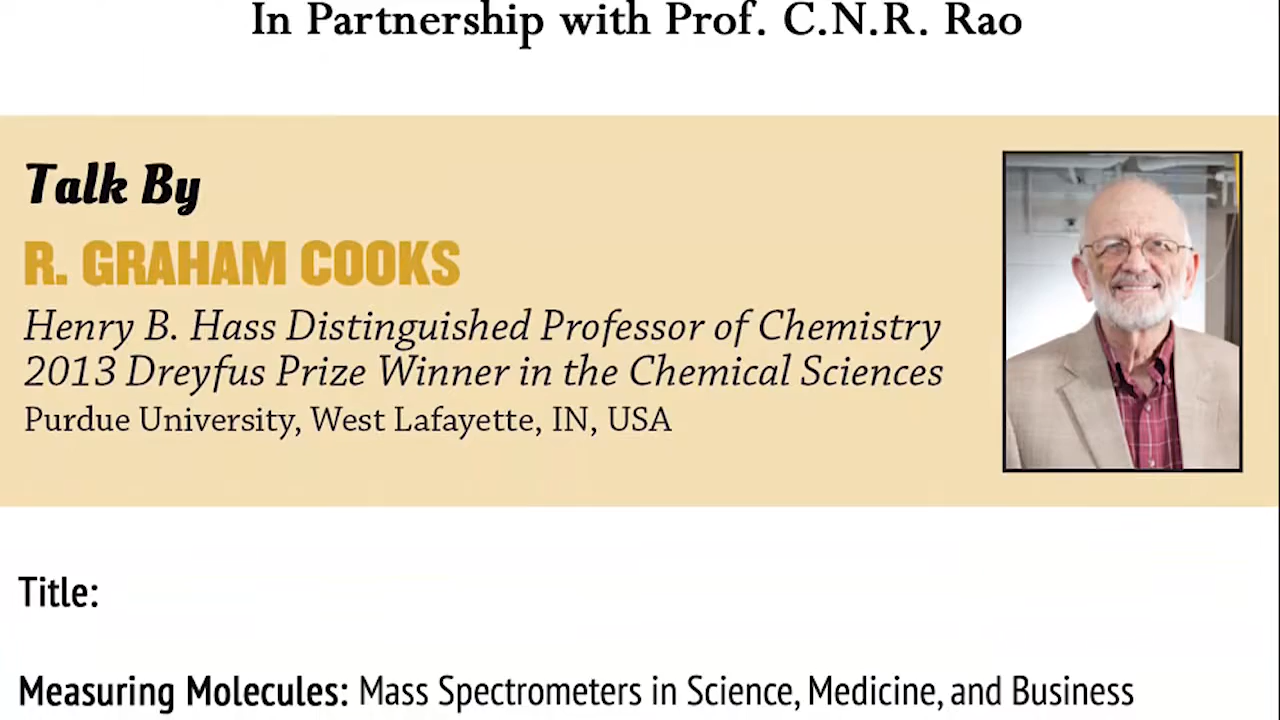 In Partnership with Prof. C.N.R. Rao
Talk By
R. GRAHAM COOKS
Henry B. Hass Distinguished Professor of Chemistry
2013 Dreyfus Prize Winner in the Chemical Sciences
Purdue University, West Lafayette, IN, USA
Title:
Measuring Molecules: Mass Spectrometers in Science, Medicine, and Business